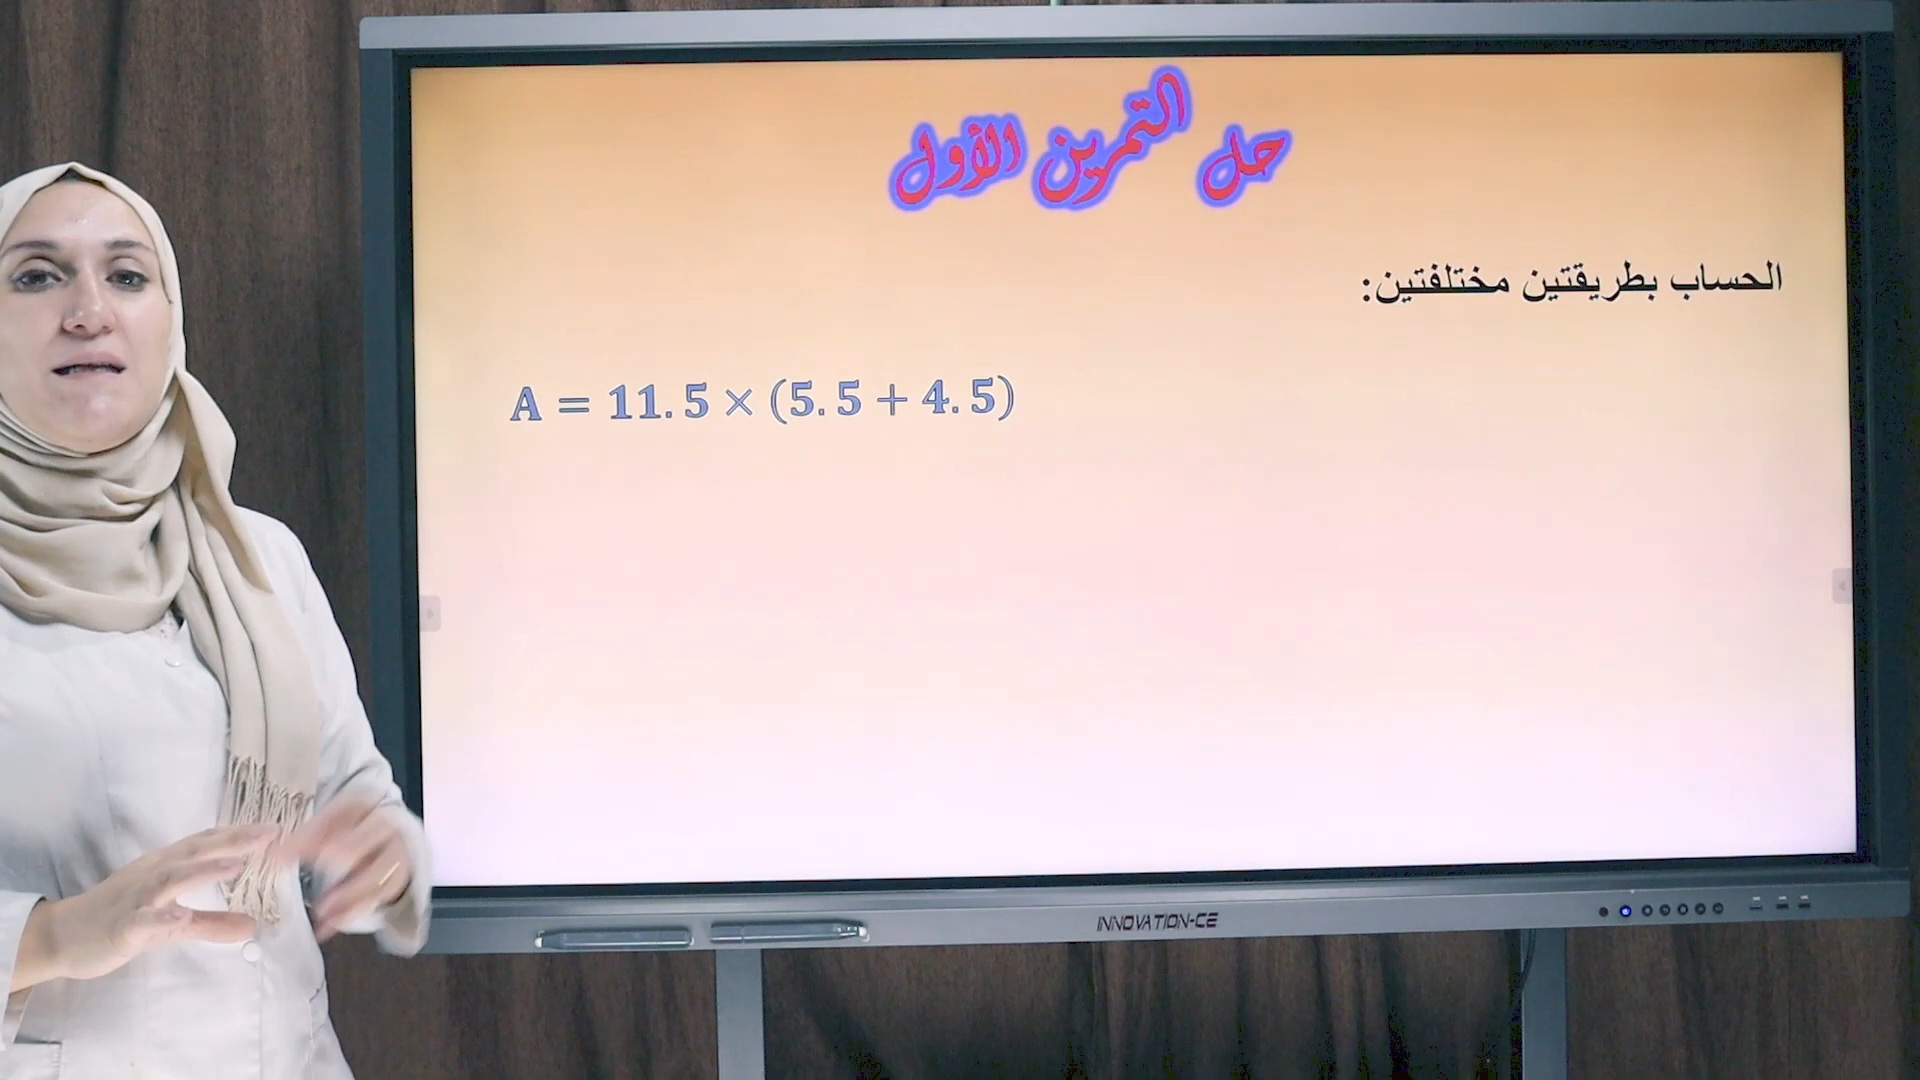 حل التمرين الأول
الحساب بطريقتين مختلفتين:
A = 11.5 × (5.5 + 4.5)
INNOVATION-CE